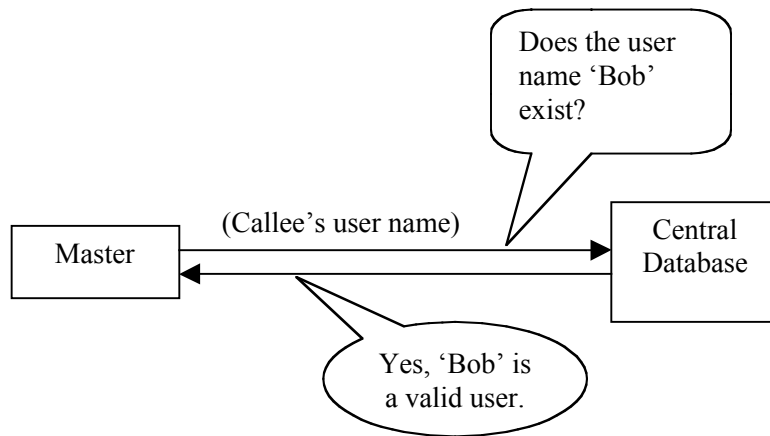 Does the user
name ‘Bob’
exist?
(Callee’s user name)
Master
Central
Database
Yes, ‘Bob’ is
a valid user.